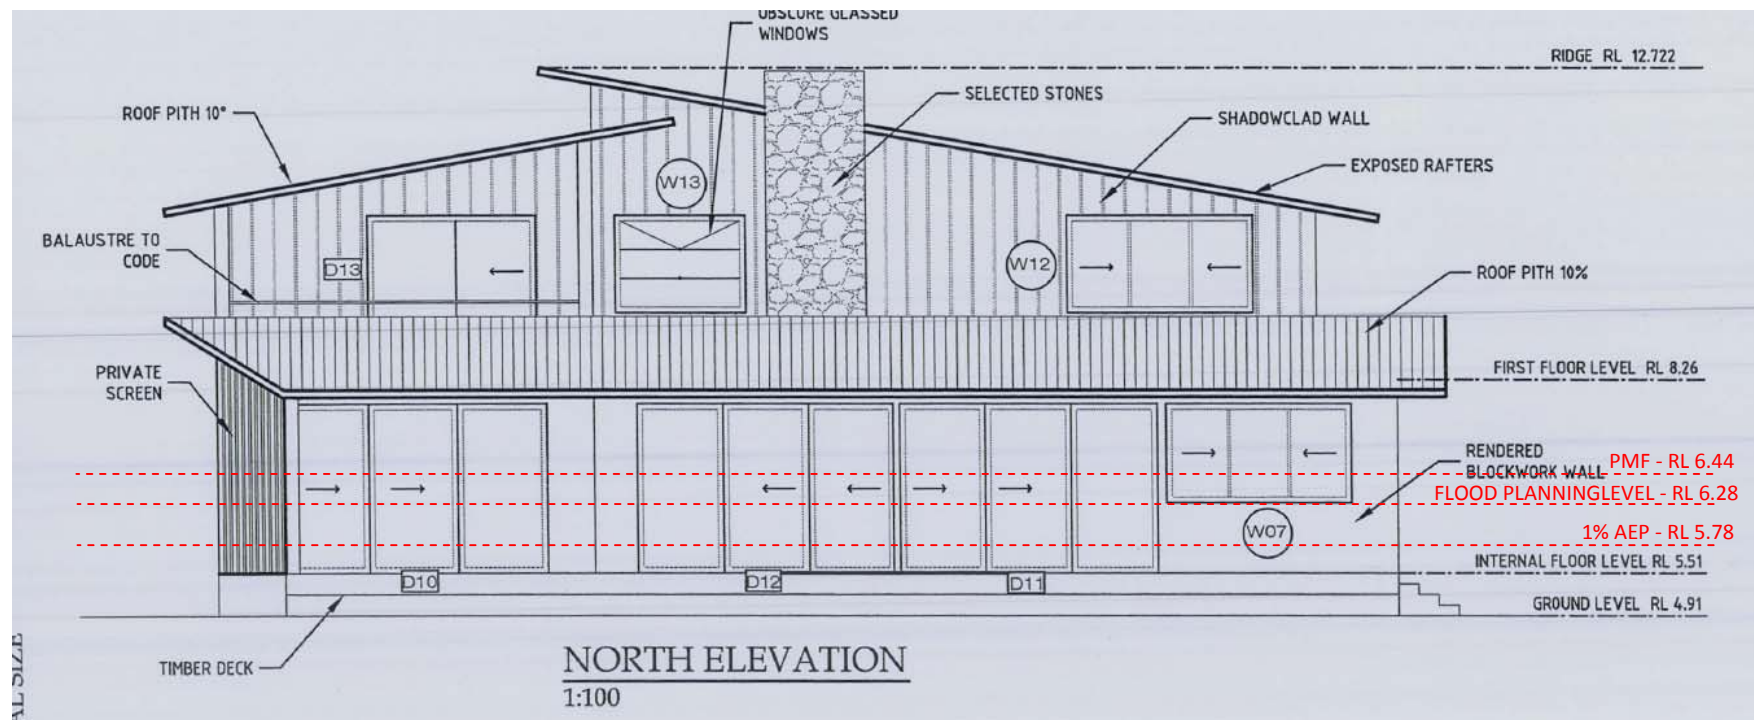 OBSCURE GLASSED
WINDOWS
RIDGE RL 12.722
SELECTED STONES
ROOF PITH 10°
SHADOWCLAD WALL
EXPOSED RAFTERS
W13
BALAUSTRE TO
CODE
D13
W12
ROOF PITH 10%
PRIVATE
SCREEN
FIRST FLOOR LEVEL RL 8.26
RENDERED
BLOCKWORK WALL
PMF - RL 6.44
FLOOD PLANNINGLEVEL - RL 6.28
W07
1% AEP - RL 5.78
INTERNAL FLOOR LEVEL RL 5.51
D10
D12
D11
GROUND LEVEL RL 4.91
TIMBER DECK
NORTH ELEVATION
1:100
AL SIZE